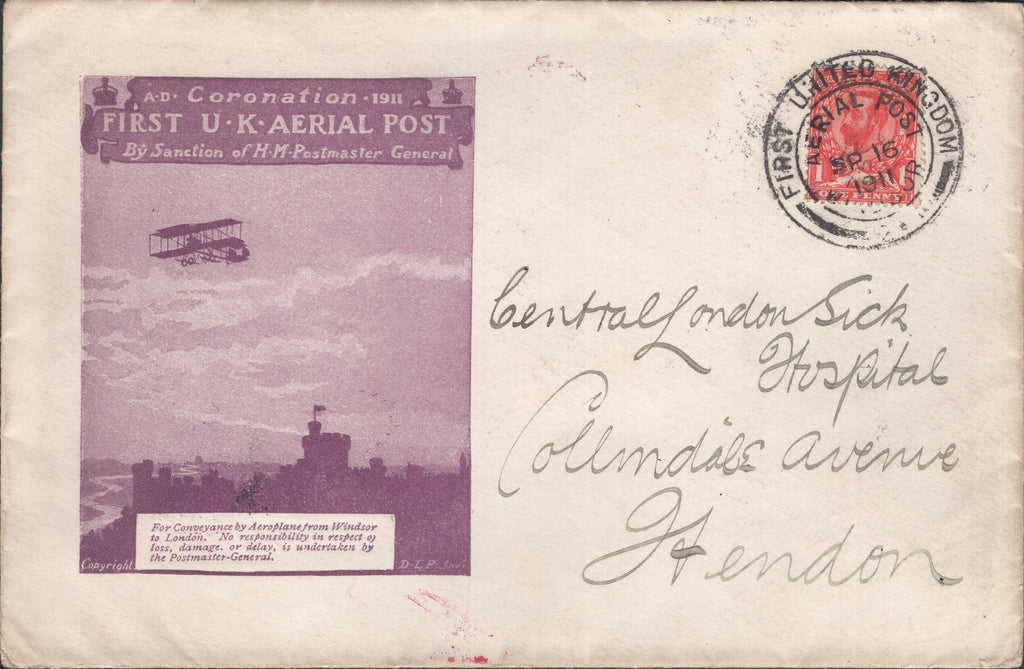 A·D· Coronation · 1911
FIRST U·K·AERIAL POST
By Sanction of H·M·Postmaster General
For Conveyance by Aeroplane from Windsor
to London. No responsibility in respect of
loss, damage. or delay, is undertaken by
the Postmaster-General.
Copyright
FIRST UNITED KINGDOM
AERIAL POST
SP 16
1911
ONE PENNY
Central London Sick
Hospital
Collindale Avenue
Hendon